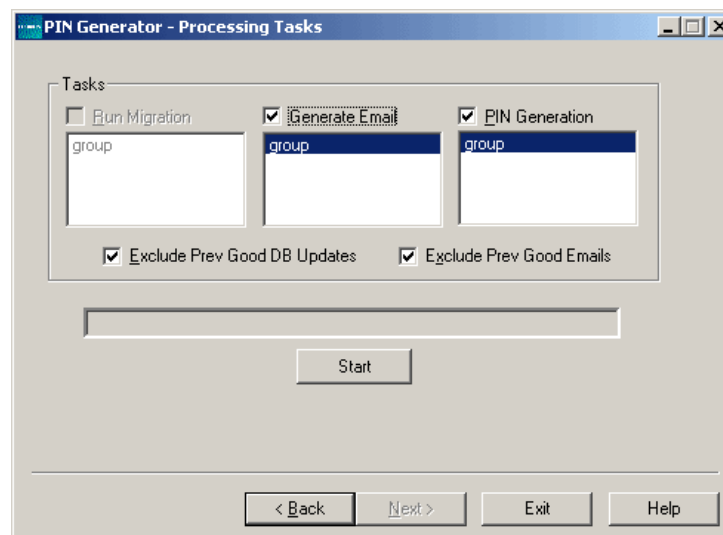 PIN Generator - Processing Tasks
Tasks
Run Migration
Generate Email
PIN Generation
group
group
group
Exclude Prev Good DB Updates
Exclude Prev Good Emails
Start
< Back
Next >
Exit
Help